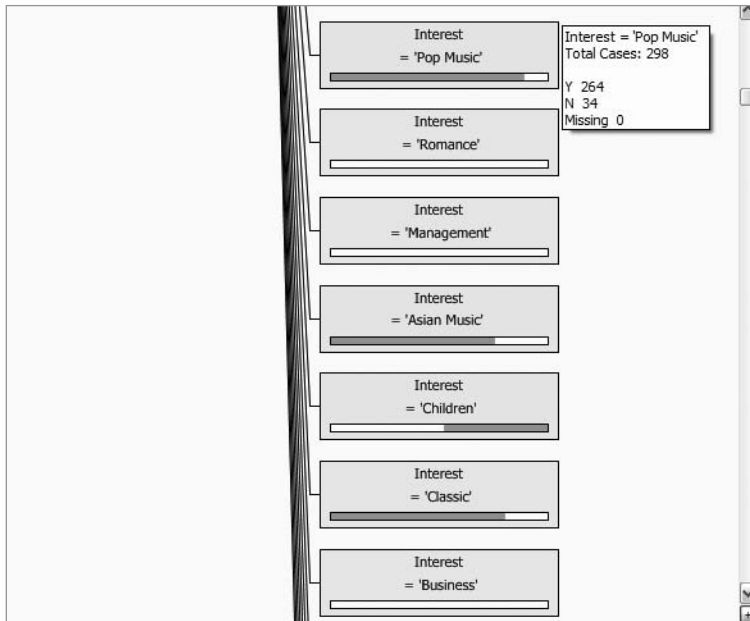 Interest
= 'Pop Music'
Interest = 'Pop Music'
Total Cases: 298
Y 264
N 34
Missing 0
Interest
= 'Romance'
Interest
= 'Management'
Interest
= 'Asian Music'
Interest
= 'Children'
Interest
= 'Classic'
Interest
= 'Business'